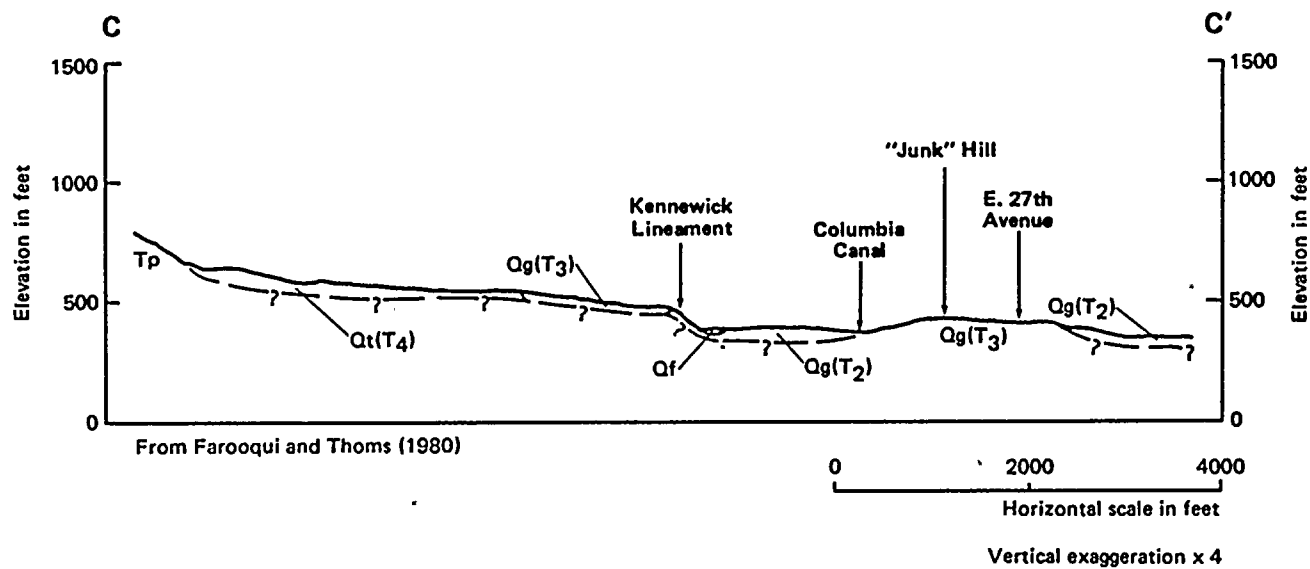 C
C'
1500
1000
500
0
Elevation in feet
1500
1000
500
0
Elevation in feet
"Junk" Hill
Kennewick
Lineament
Columbia
Canal
E. 27th
Avenue
Tp
Qg(T3)
Qg(T2)
? ? ? ? ? ? ? ?
Qt(T4)
Qf
Qg(T2)
Qg(T3)
From Farooqui and Thoms (1980)
0 2000 4000
Horizontal scale in feet
Vertical exaggeration x 4